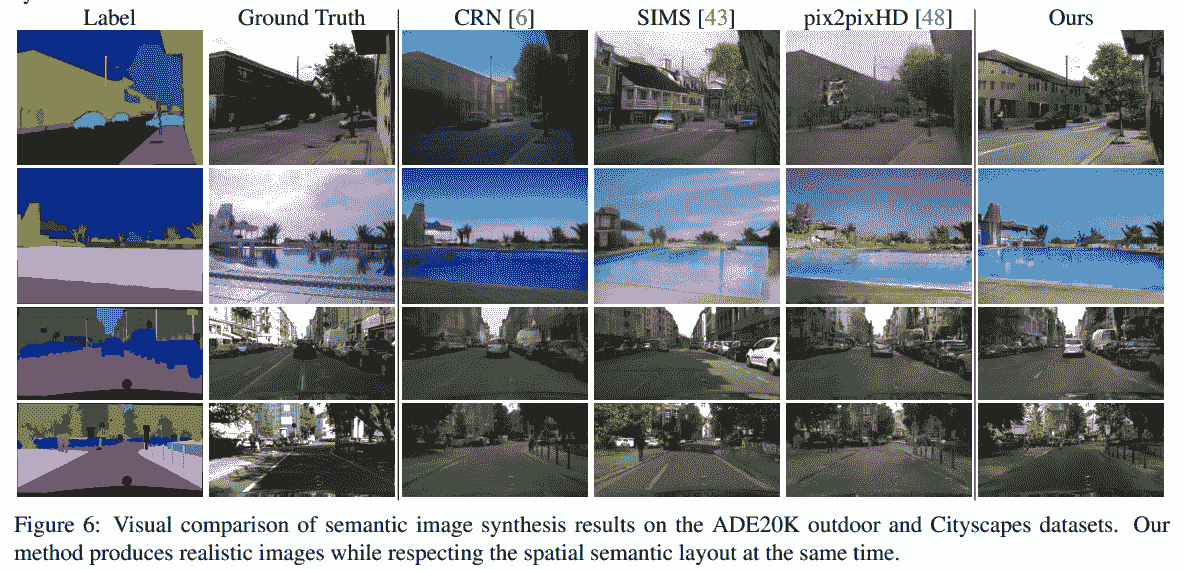 Label Ground Truth CRN [6] SIMS [43] pix2pixHD [48] Ours
Figure 6: Visual comparison of semantic image synthesis results on the ADE20K outdoor and Cityscapes datasets. Our
method produces realistic images while respecting the spatial semantic layout at the same time.